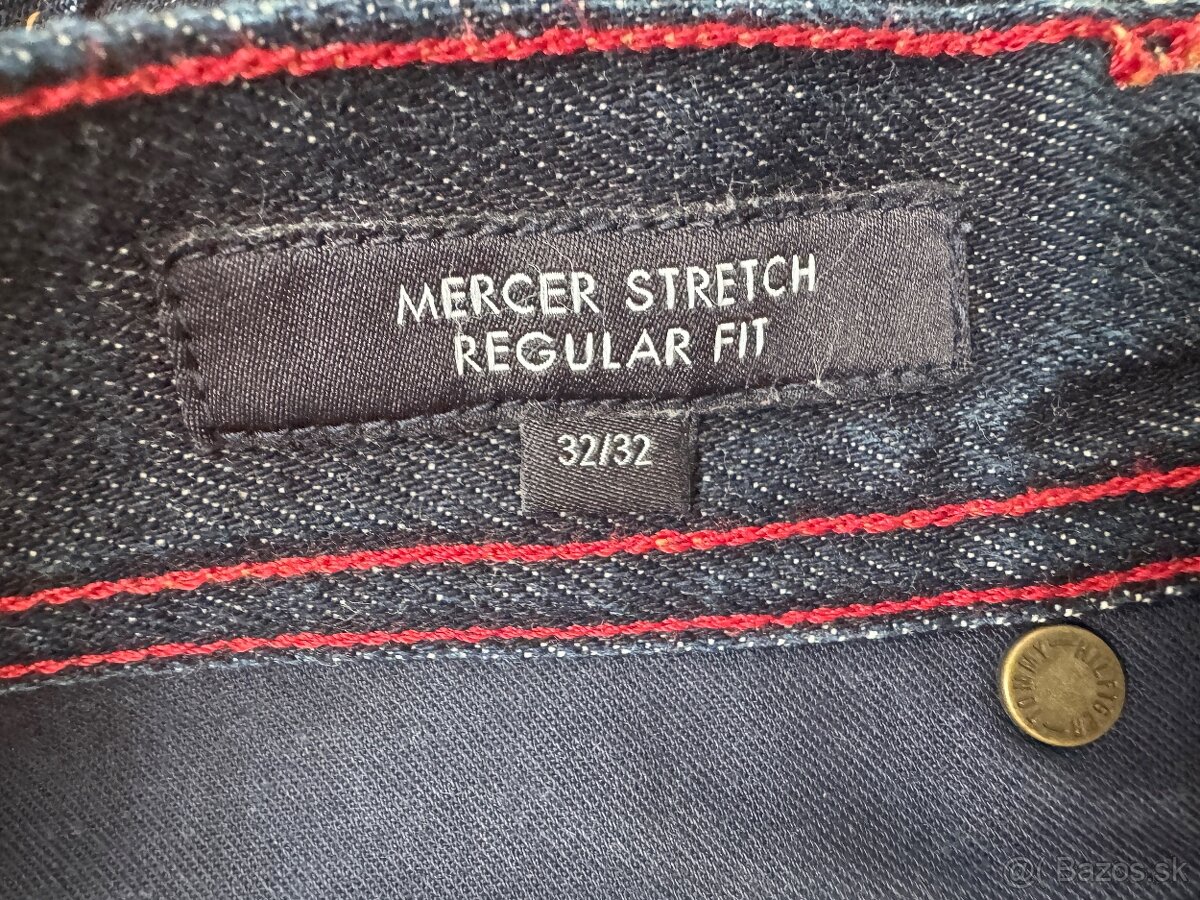 MERCER STRETCH
REGULAR FIT
32/32
TOMMY HILFIGER
@( Bazos.sk